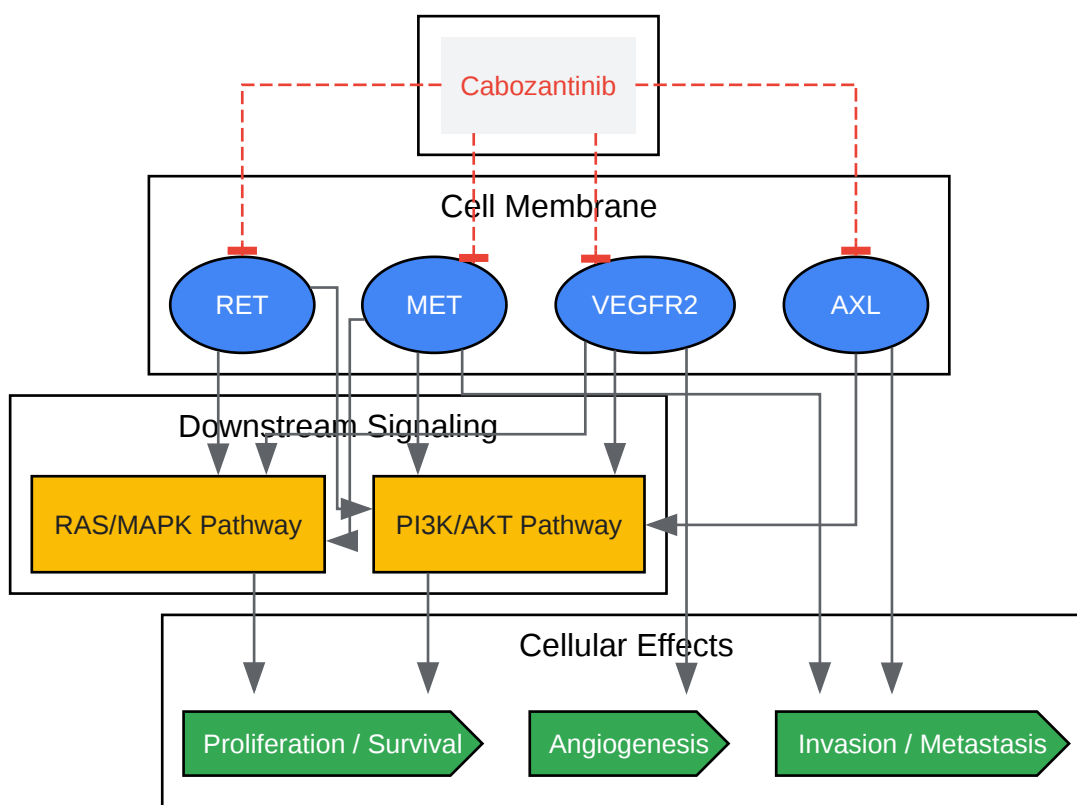 Cabozantinib
Cell Membrane
RET
MET
VEGFR2
AXL
Downstream Signaling
RAS/MAPK Pathway
PI3K/AKT Pathway
Cellular Effects
Proliferation / Survival
Angiogenesis
Invasion / Metastasis